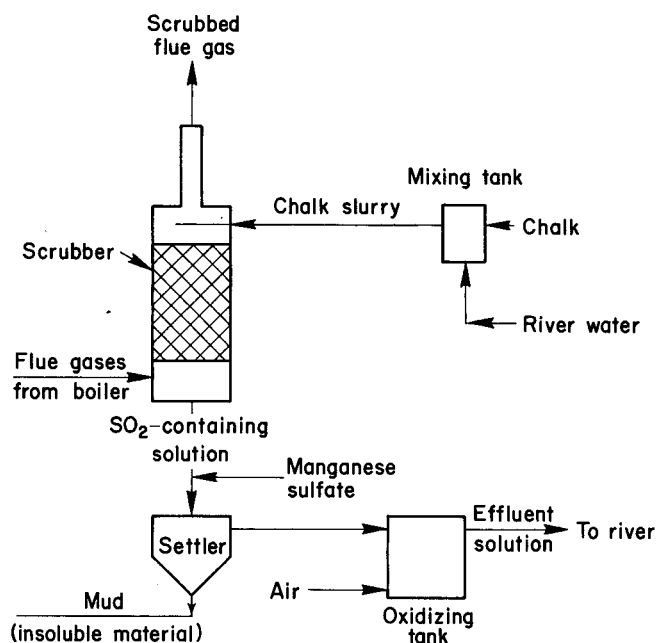 Scrubbed
flue gas
Mixing tank
Chalk slurry
Chalk
Scrubber
River water
Flue gases
from boiler
SO₂-containing
solution
Manganese
sulfate
Effluent
solution
To river
Settler
Air
Mud
(insoluble material)
Oxidizing
tank